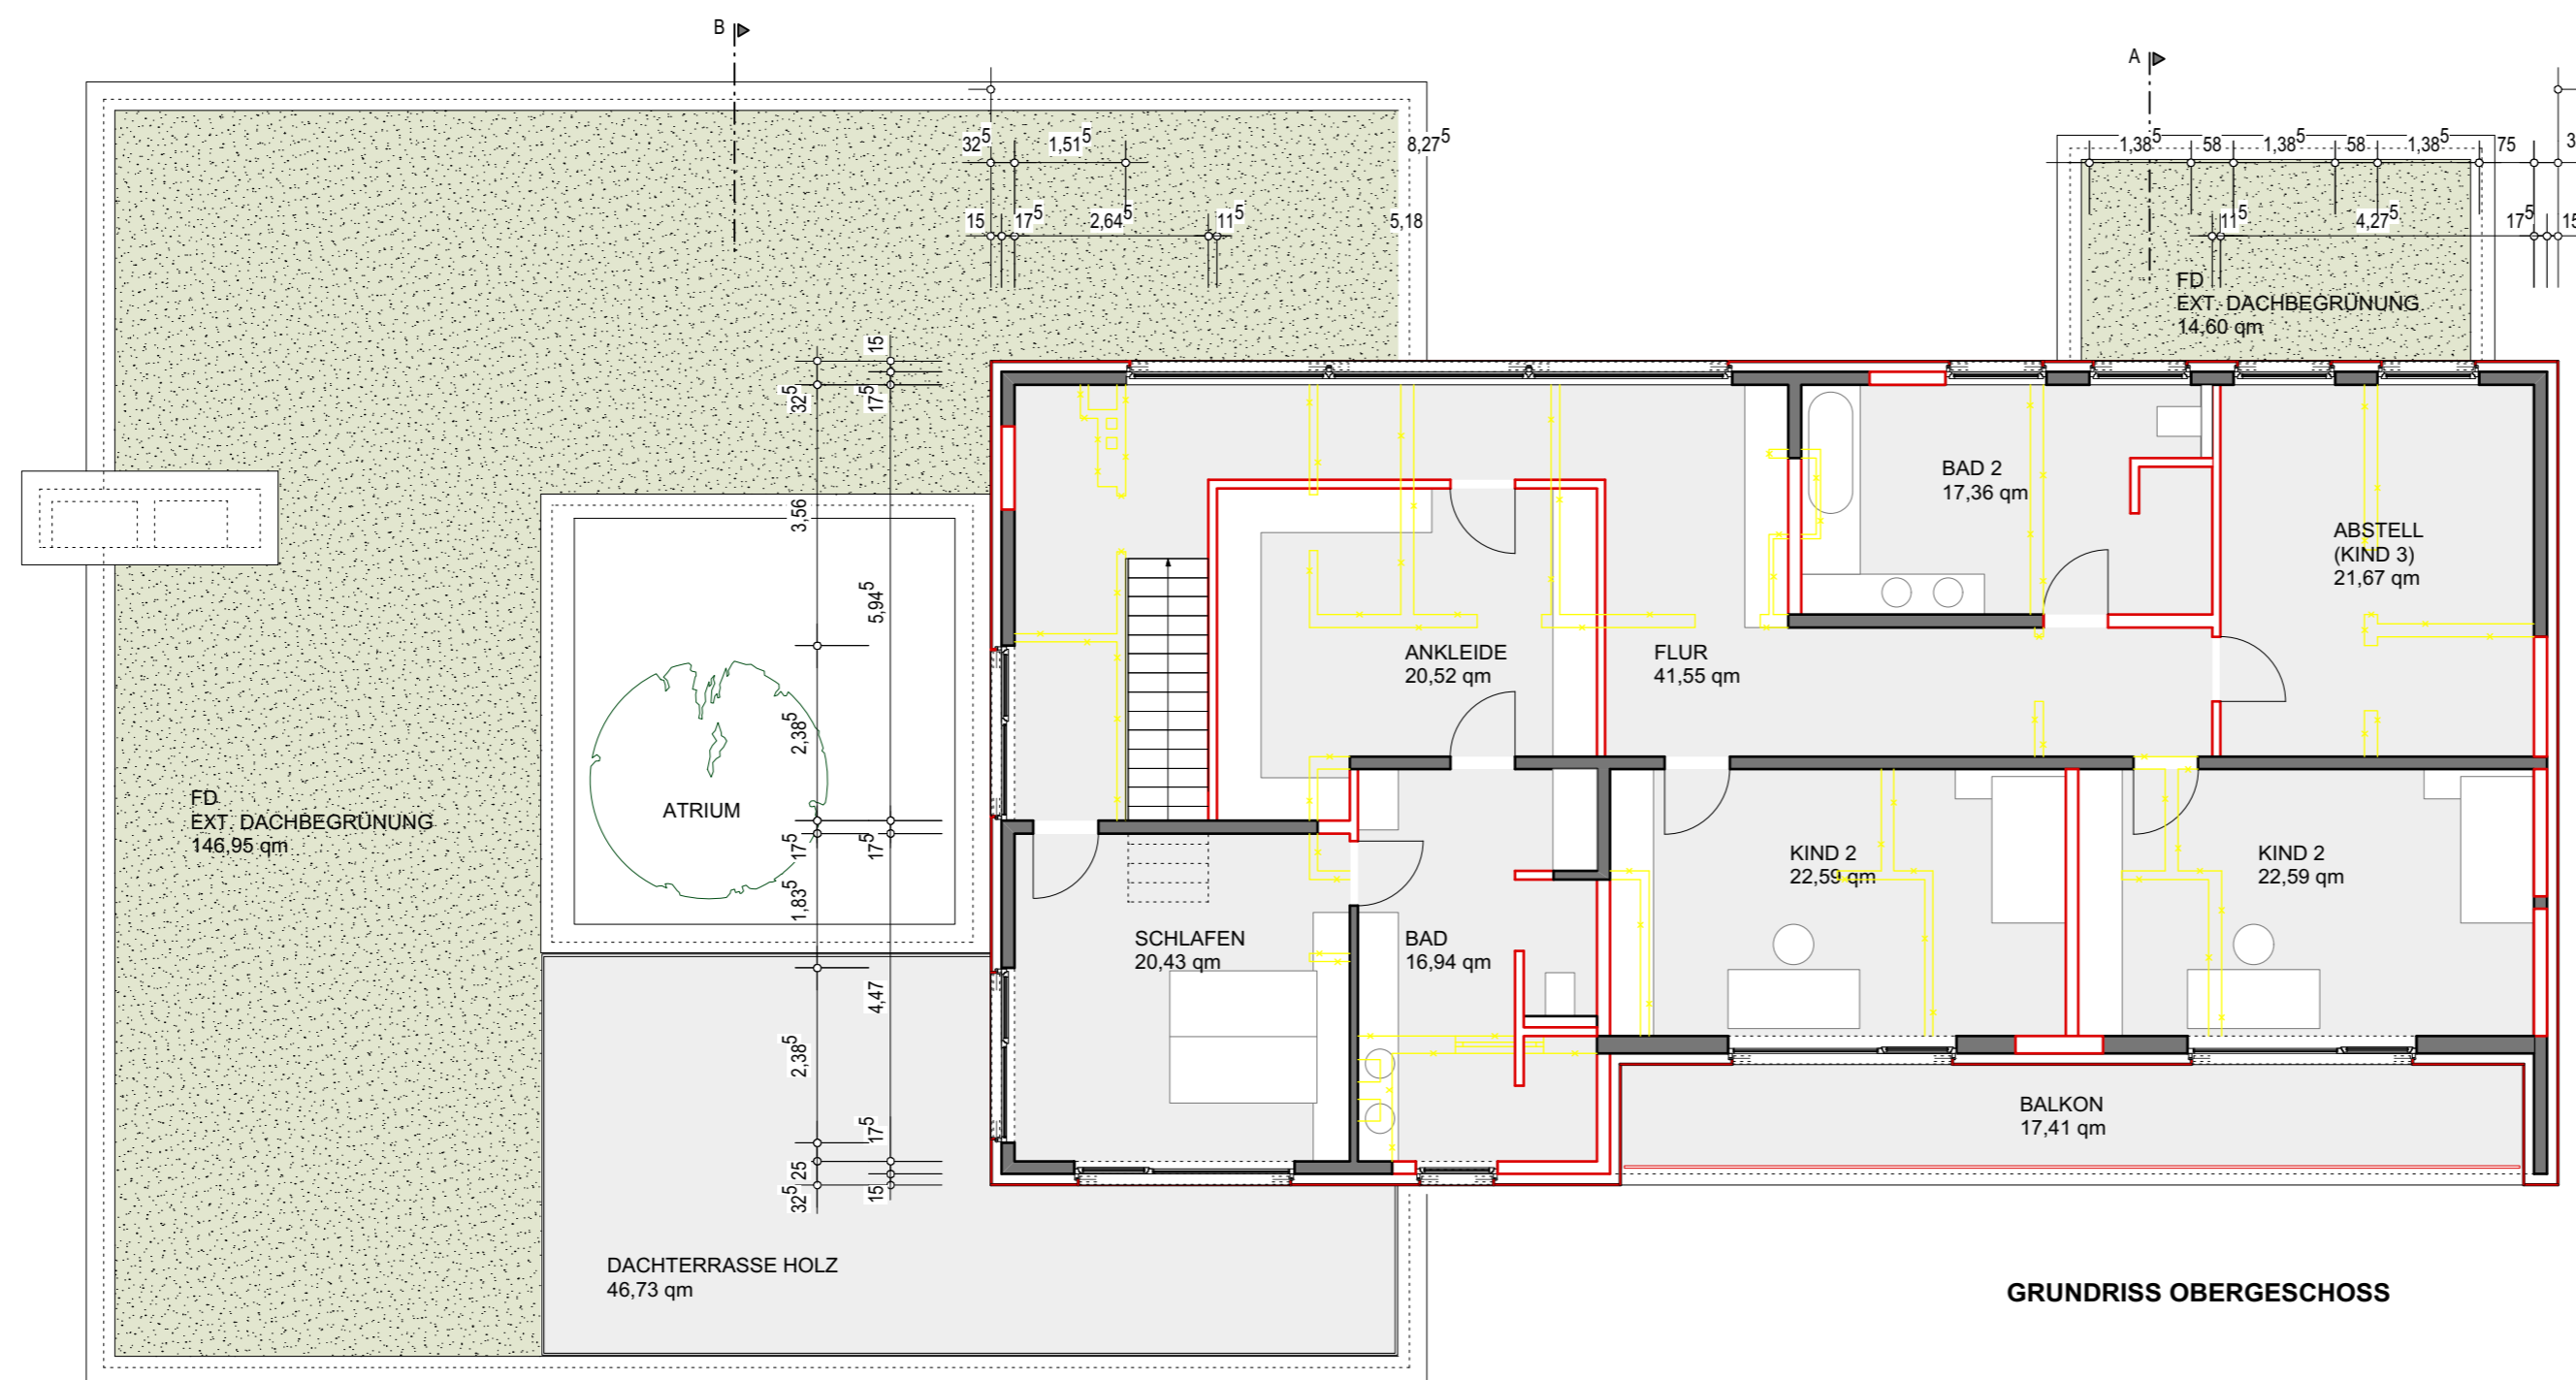 B
A
32⁵
1,51⁵
8,27⁵
1,38⁵
58
1,38⁵
58
1,38⁵
75
3
15
17⁵
2,64⁵
11⁵
5,18
11⁵
4,27⁵
17⁵
15
FD
EXT. DACHBEGRÜNUNG
14,60 qm
15
32⁵
17⁵
3,56
5,94⁵
2,38⁵
17⁵
17⁵
1,83⁵
4,47
2,38⁵
17⁵
25
32⁵
15
BAD 2
17,36 qm
ABSTELL
(KIND 3)
21,67 qm
ANKLEIDE
20,52 qm
FLUR
41,55 qm
ATRIUM
FD
EXT. DACHBEGRÜNUNG
146,95 qm
KIND 2
22,59 qm
KIND 2
22,59 qm
SCHLAFEN
20,43 qm
BAD
16,94 qm
BALKON
17,41 qm
DACHTERRASSE HOLZ
46,73 qm
GRUNDRISS OBERGESCHOSS